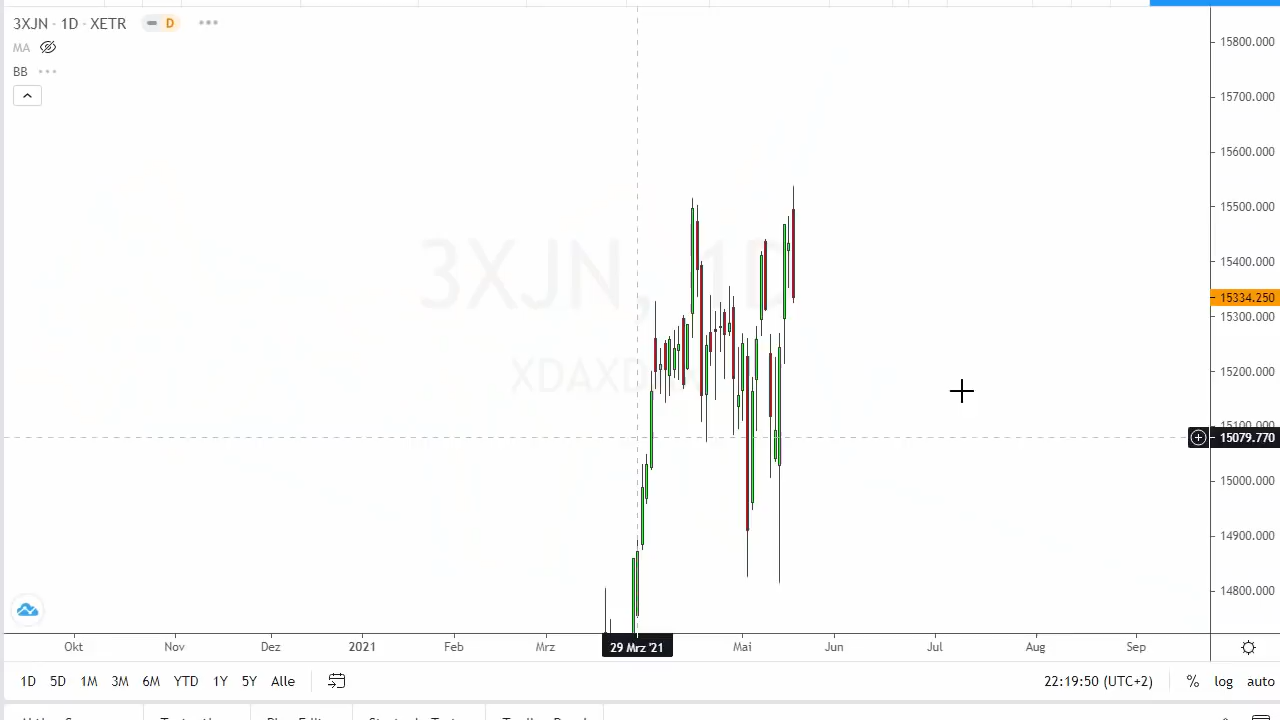 3XJN · 1D · XETR D
MA
BB
3XJN, 1D
15800.000
15700.000
15600.000
15500.000
15400.000
15334.250
15300.000
15200.000
15100.000
15079.770
15000.000
14900.000
14800.000
Okt Nov Dez 2021 Feb Mrz 29 Mrz '21 Mai Jun Jul Aug Sep
1D 5D 1M 3M 6M YTD 1Y 5Y Alle 22:19:50 (UTC+2) % log auto